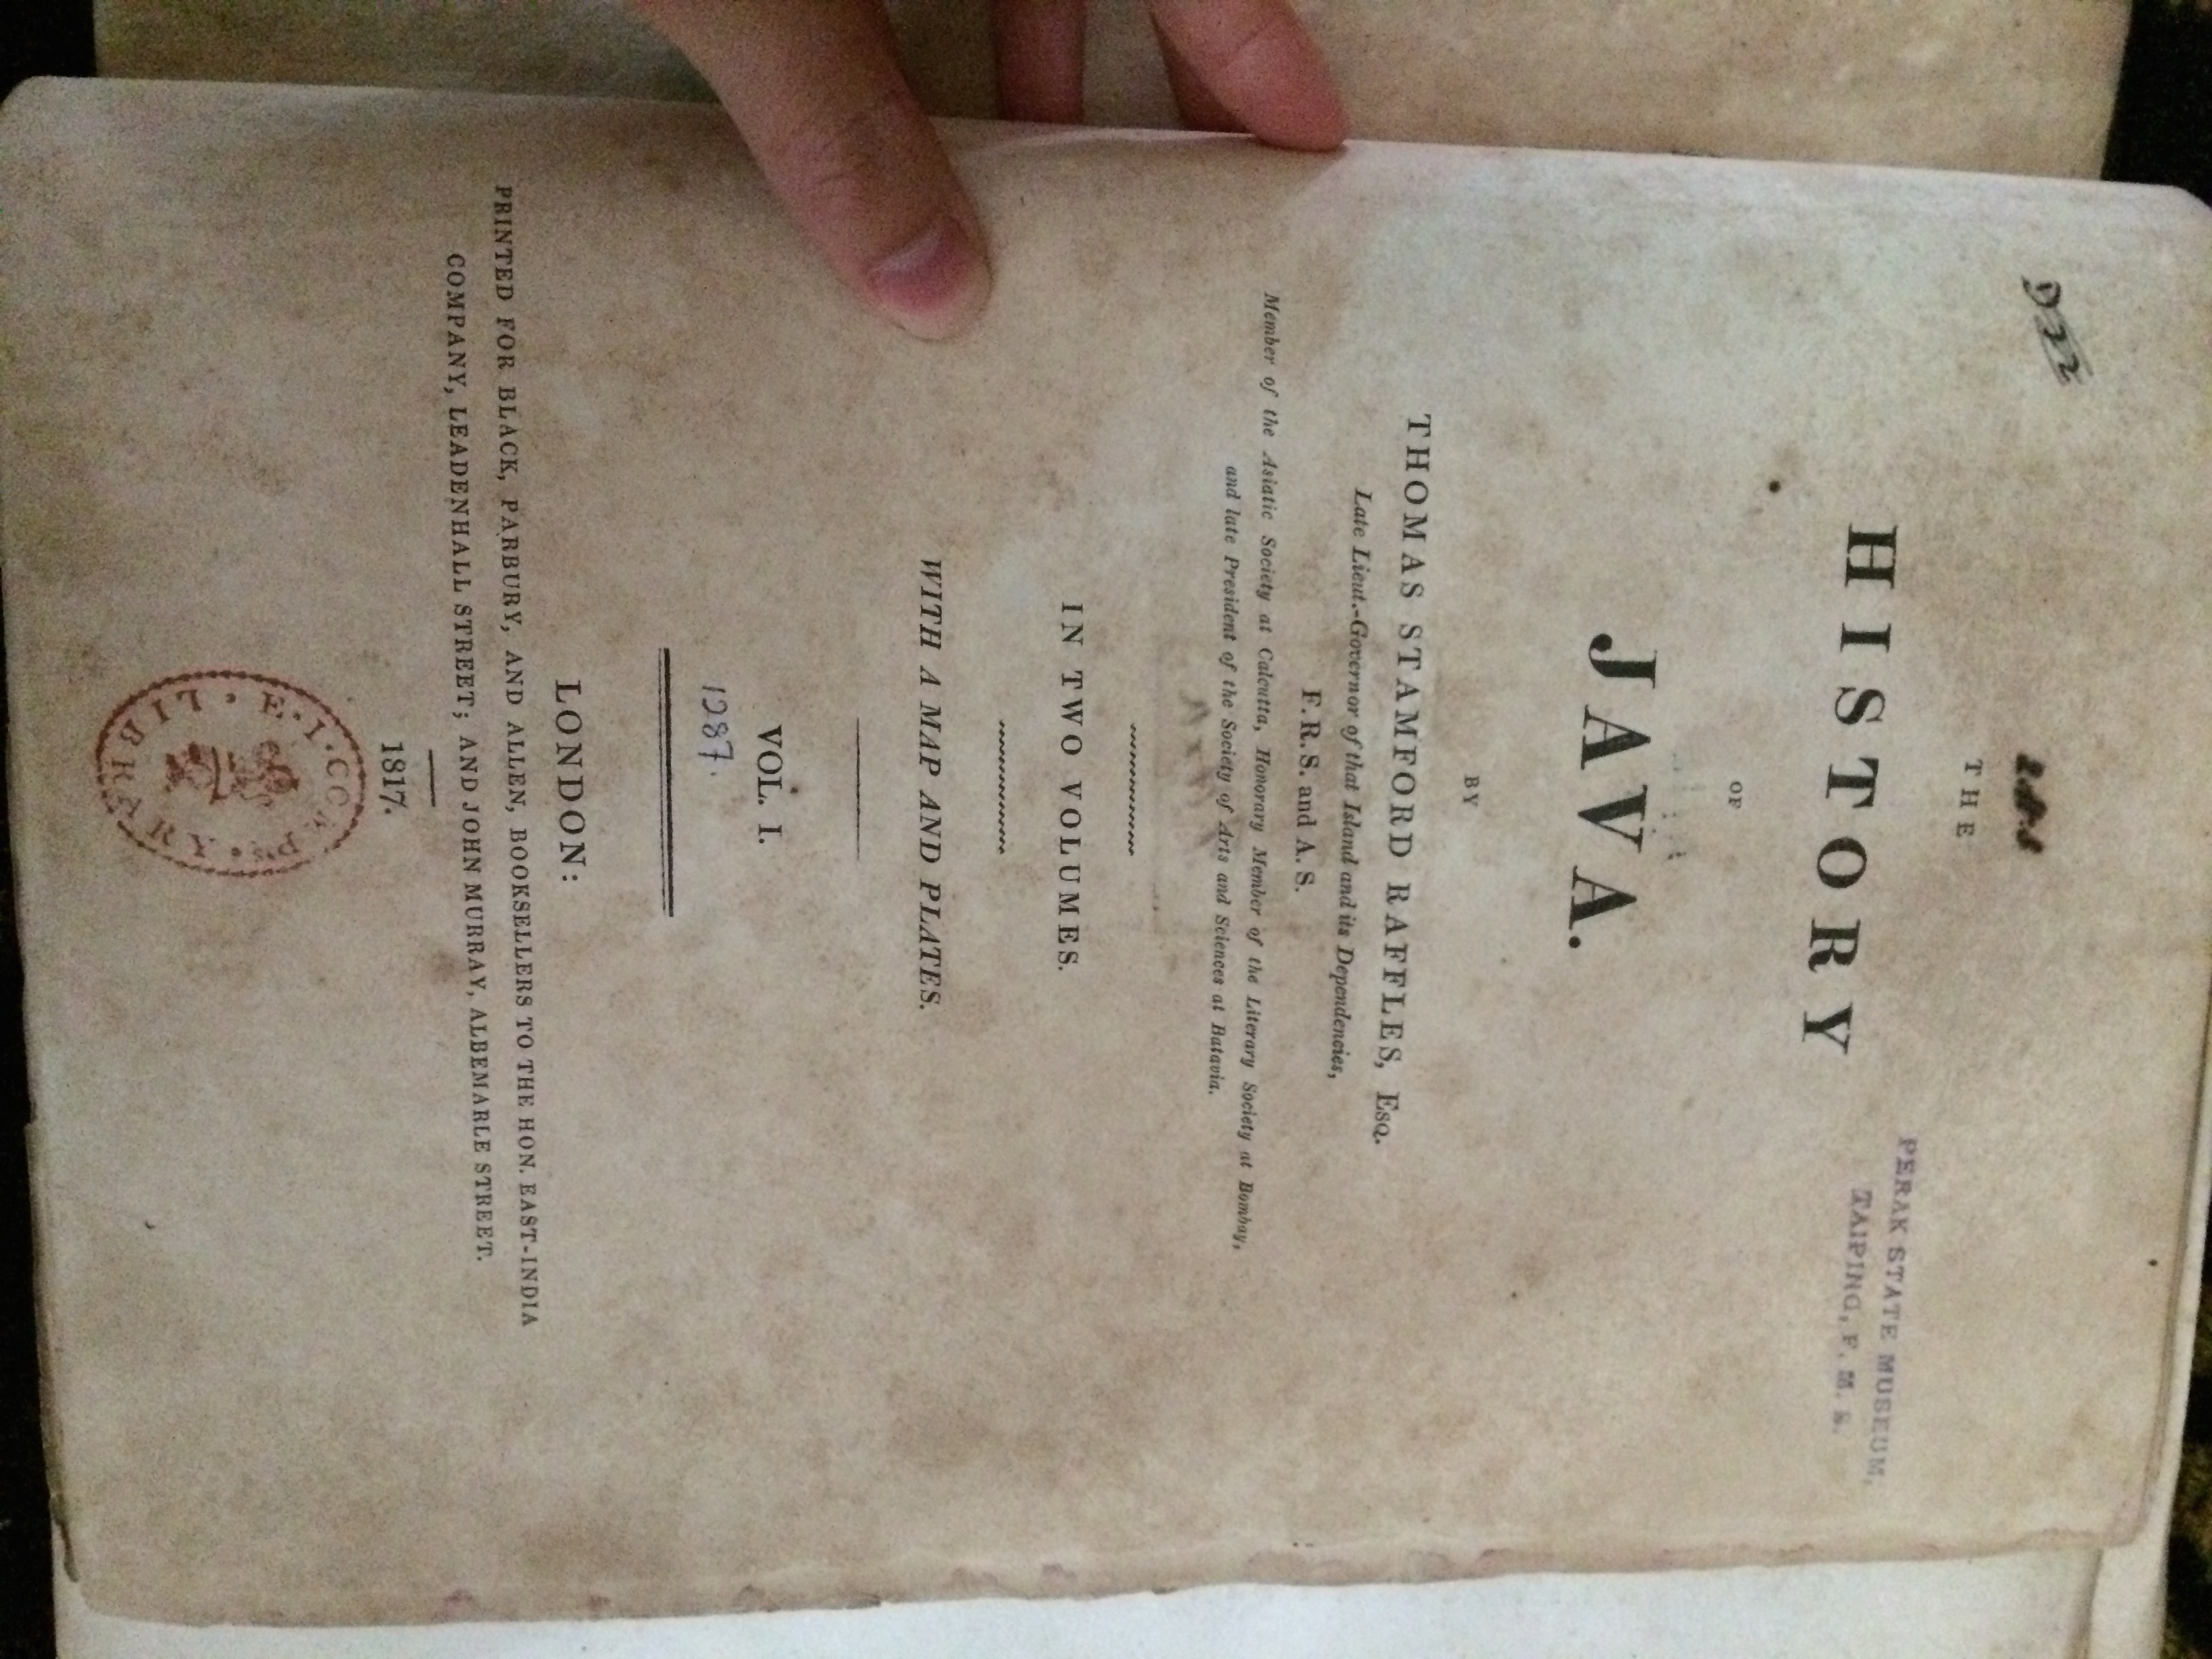 THE
HISTORY
OF
JAVA.
PERAK STATE MUSEUM,
TAIPING, F. M. S.
BY
THOMAS STAMFORD RAFFLES, Esq.
Late Lieut.-Governor of that Island and its Dependencies,
F. R. S. and A. S.
Member of the Asiatic Society at Calcutta, Honorary Member of the Literary Society at Bombay,
and late President of the Society of Arts and Sciences at Batavia.
IN TWO VOLUMES.
WITH A MAP AND PLATES.
VOL. I.
1987.
LONDON:
PRINTED FOR BLACK, PARBURY, AND ALLEN, BOOKSELLERS TO THE HON. EAST-INDIA
COMPANY, LEADENHALL STREET; AND JOHN MURRAY, ALBEMARLE STREET.
1817.
E. I. COMPs. LIBRARY